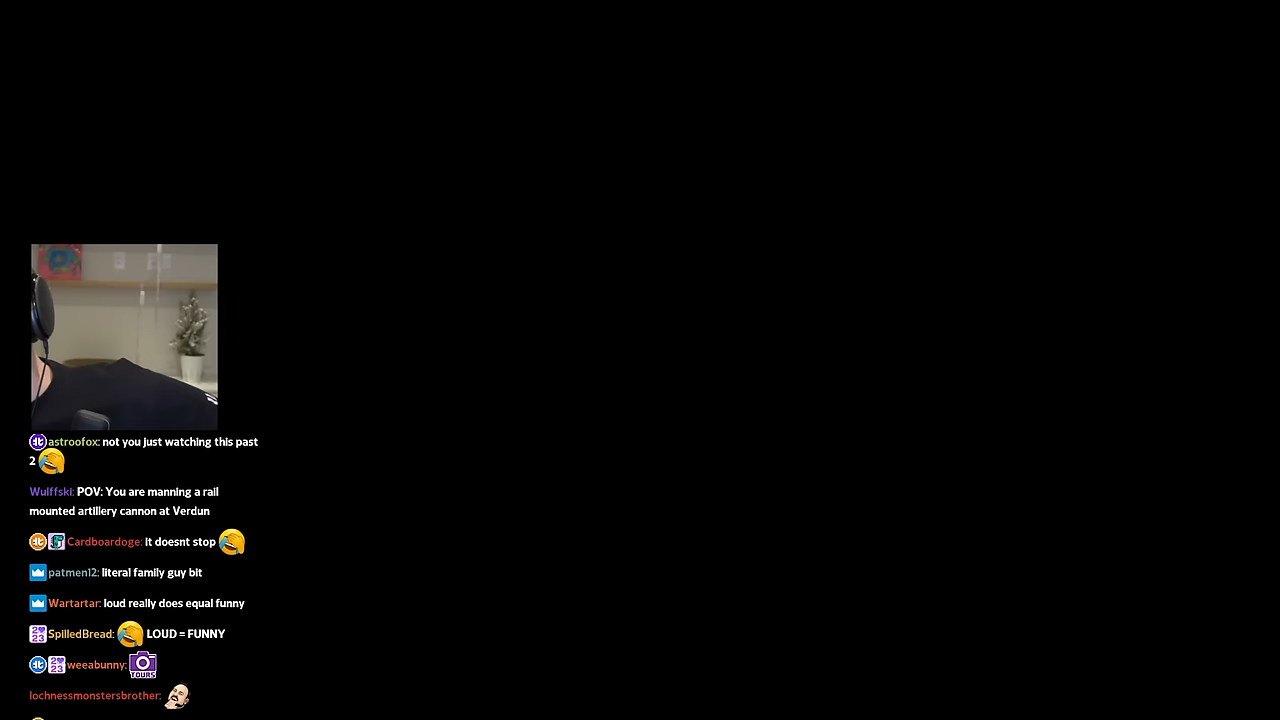 astroofox: not you just watching this past
2
Wulffski: POV: You are manning a rail
mounted artillery cannon at Verdun
Cardboardoge: it doesnt stop
patmen12: literal family guy bit
Wartartar: loud really does equal funny
SpilledBread: LOUD = FUNNY
weeabunny: TOURS
lochnessmonstersbrother: